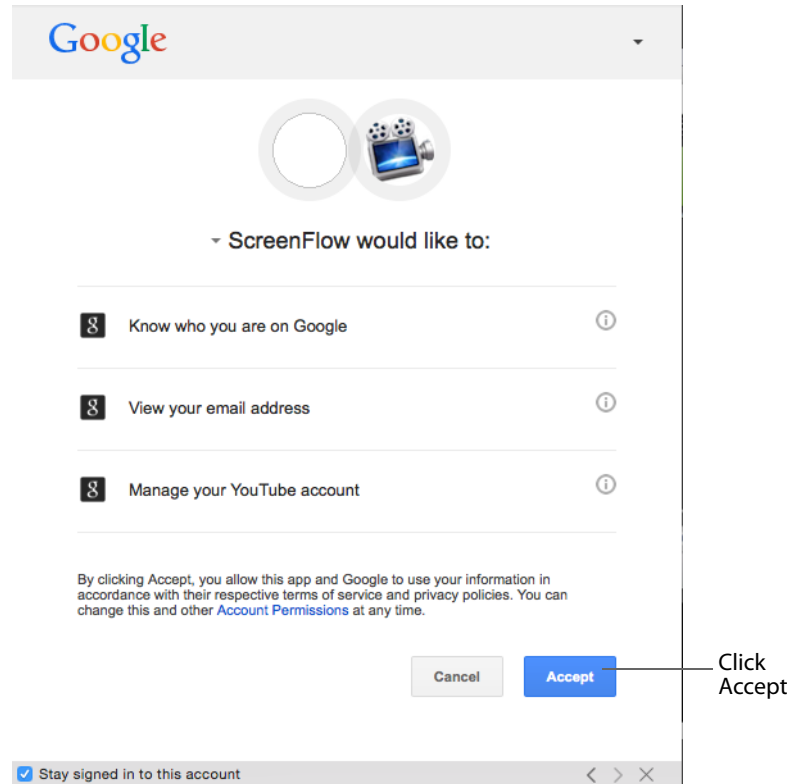 Google
ScreenFlow would like to:
Know who you are on Google
View your email address
Manage your YouTube account
By clicking Accept, you allow this app and Google to use your information in
accordance with their respective terms of service and privacy policies. You can
change this and other Account Permissions at any time.
Cancel
Accept
Click
Accept
Stay signed in to this account